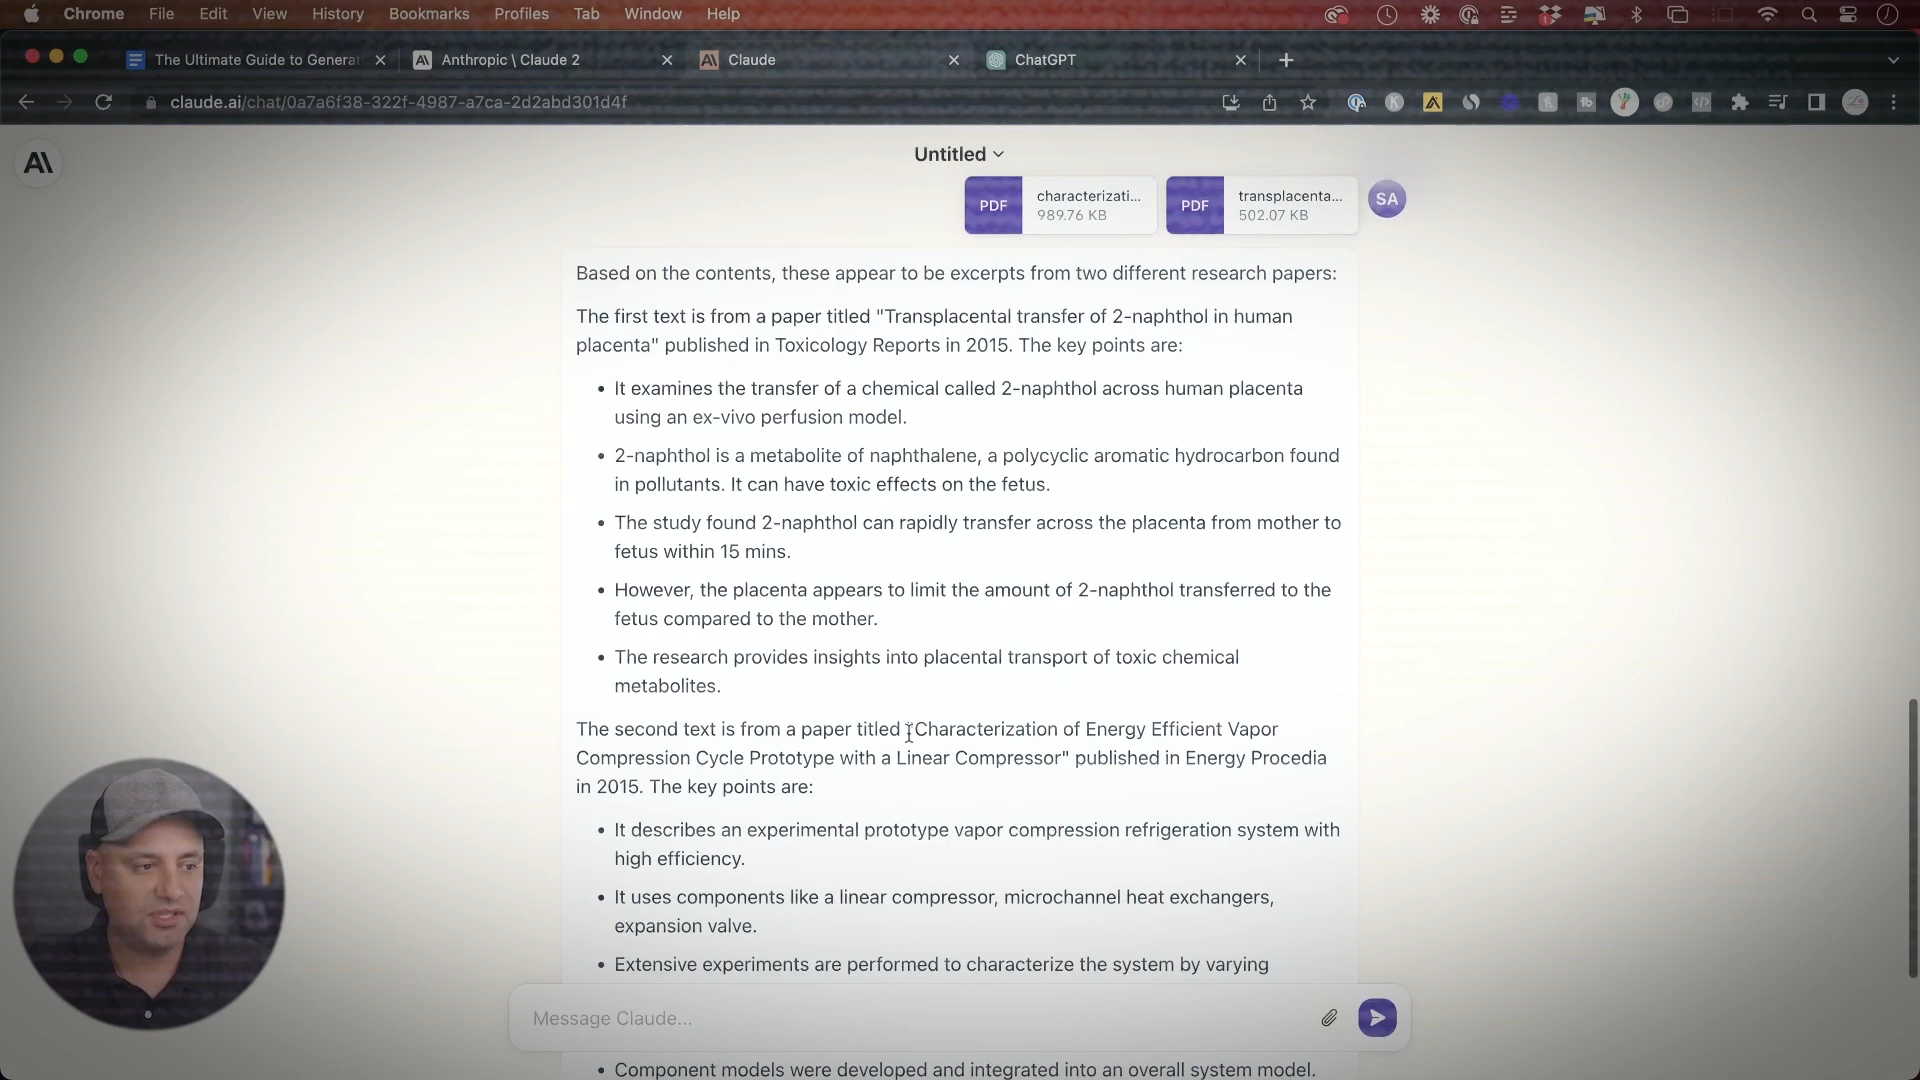 Chrome File Edit View History Bookmarks Profiles Tab Window Help
The Ultimate Guide to Generat
Anthropic \ Claude 2
Claude
ChatGPT
claude.ai/chat/0a7a6f38-322f-4987-a7ca-2d2abd301d4f
Untitled
PDF characterizati... 989.76 KB
PDF transplacenta... 502.07 KB
SA
Based on the contents, these appear to be excerpts from two different research papers:
The first text is from a paper titled "Transplacental transfer of 2-naphthol in human
placenta" published in Toxicology Reports in 2015. The key points are:
• It examines the transfer of a chemical called 2-naphthol across human placenta
using an ex-vivo perfusion model.
• 2-naphthol is a metabolite of naphthalene, a polycyclic aromatic hydrocarbon found
in pollutants. It can have toxic effects on the fetus.
• The study found 2-naphthol can rapidly transfer across the placenta from mother to
fetus within 15 mins.
• However, the placenta appears to limit the amount of 2-naphthol transferred to the
fetus compared to the mother.
• The research provides insights into placental transport of toxic chemical
metabolites.
The second text is from a paper titled "Characterization of Energy Efficient Vapor
Compression Cycle Prototype with a Linear Compressor" published in Energy Procedia
in 2015. The key points are:
• It describes an experimental prototype vapor compression refrigeration system with
high efficiency.
• It uses components like a linear compressor, microchannel heat exchangers,
expansion valve.
• Extensive experiments are performed to characterize the system by varying
Message Claude...
• Component models were developed and integrated into an overall system model.